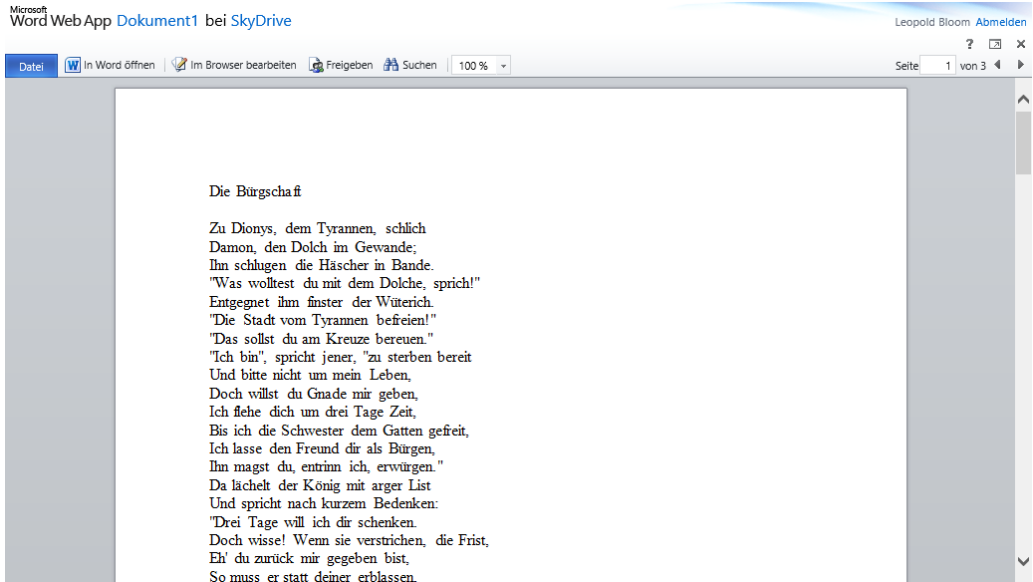 Microsoft
Word Web App Dokument1 bei SkyDrive
Leopold Bloom Abmelden
?
Datei In Word öffnen Im Browser bearbeiten Freigeben Suchen 100 % Seite 1 von 3
Die Bürgschaft
Zu Dionys, dem Tyrannen, schlich
Damon, den Dolch im Gewande;
Ihn schlugen die Häscher in Bande.
"Was wolltest du mit dem Dolche, sprich!"
Entgegnet ihm finster der Wüterich.
"Die Stadt vom Tyrannen befreien!"
"Das sollst du am Kreuze bereuen."
"Ich bin", spricht jener, "zu sterben bereit
Und bitte nicht um mein Leben,
Doch willst du Gnade mir geben,
Ich flehe dich um drei Tage Zeit,
Bis ich die Schwester dem Gatten gefreit,
Ich lasse den Freund dir als Bürgen,
Ihn magst du, entrinn ich, erwürgen."
Da lächelt der König mit arger List
Und spricht nach kurzem Bedenken:
"Drei Tage will ich dir schenken.
Doch wisse! Wenn sie verstrichen, die Frist,
Eh' du zurück mir gegeben bist,
So muss er statt deiner erblassen,